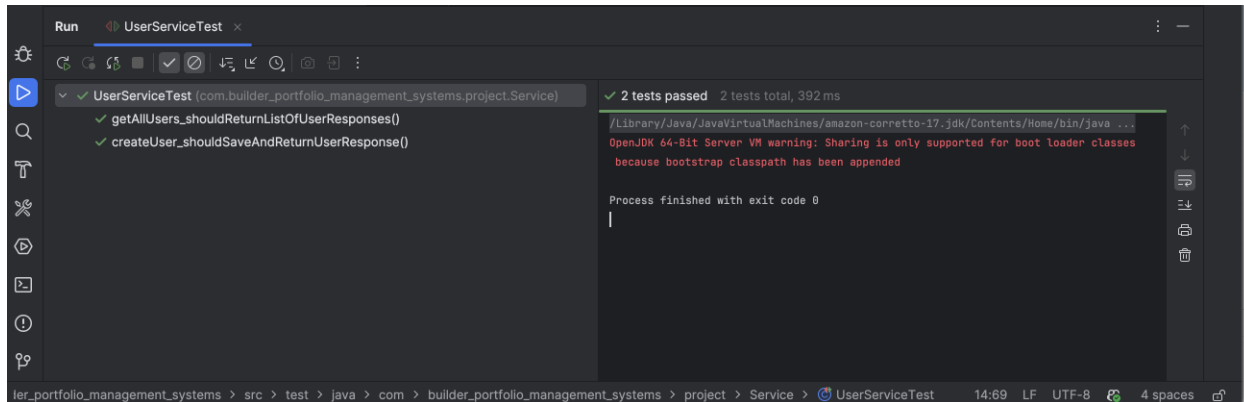 Run UserServiceTest ×
UserServiceTest (com.builder_portfolio_management_systems.project.Service)
getAllUsers_shouldReturnListOfUserResponses()
createUser_shouldSaveAndReturnUserResponse()
2 tests passed 2 tests total, 392 ms
/Library/Java/JavaVirtualMachines/amazon-corretto-17.jdk/Contents/Home/bin/java ...
OpenJDK 64-Bit Server VM warning: Sharing is only supported for boot loader classes
because bootstrap classpath has been appended
Process finished with exit code 0
ler_portfolio_management_systems > src > test > java > com > builder_portfolio_management_systems > project > Service > UserServiceTest 14:69 LF UTF-8 4 spaces